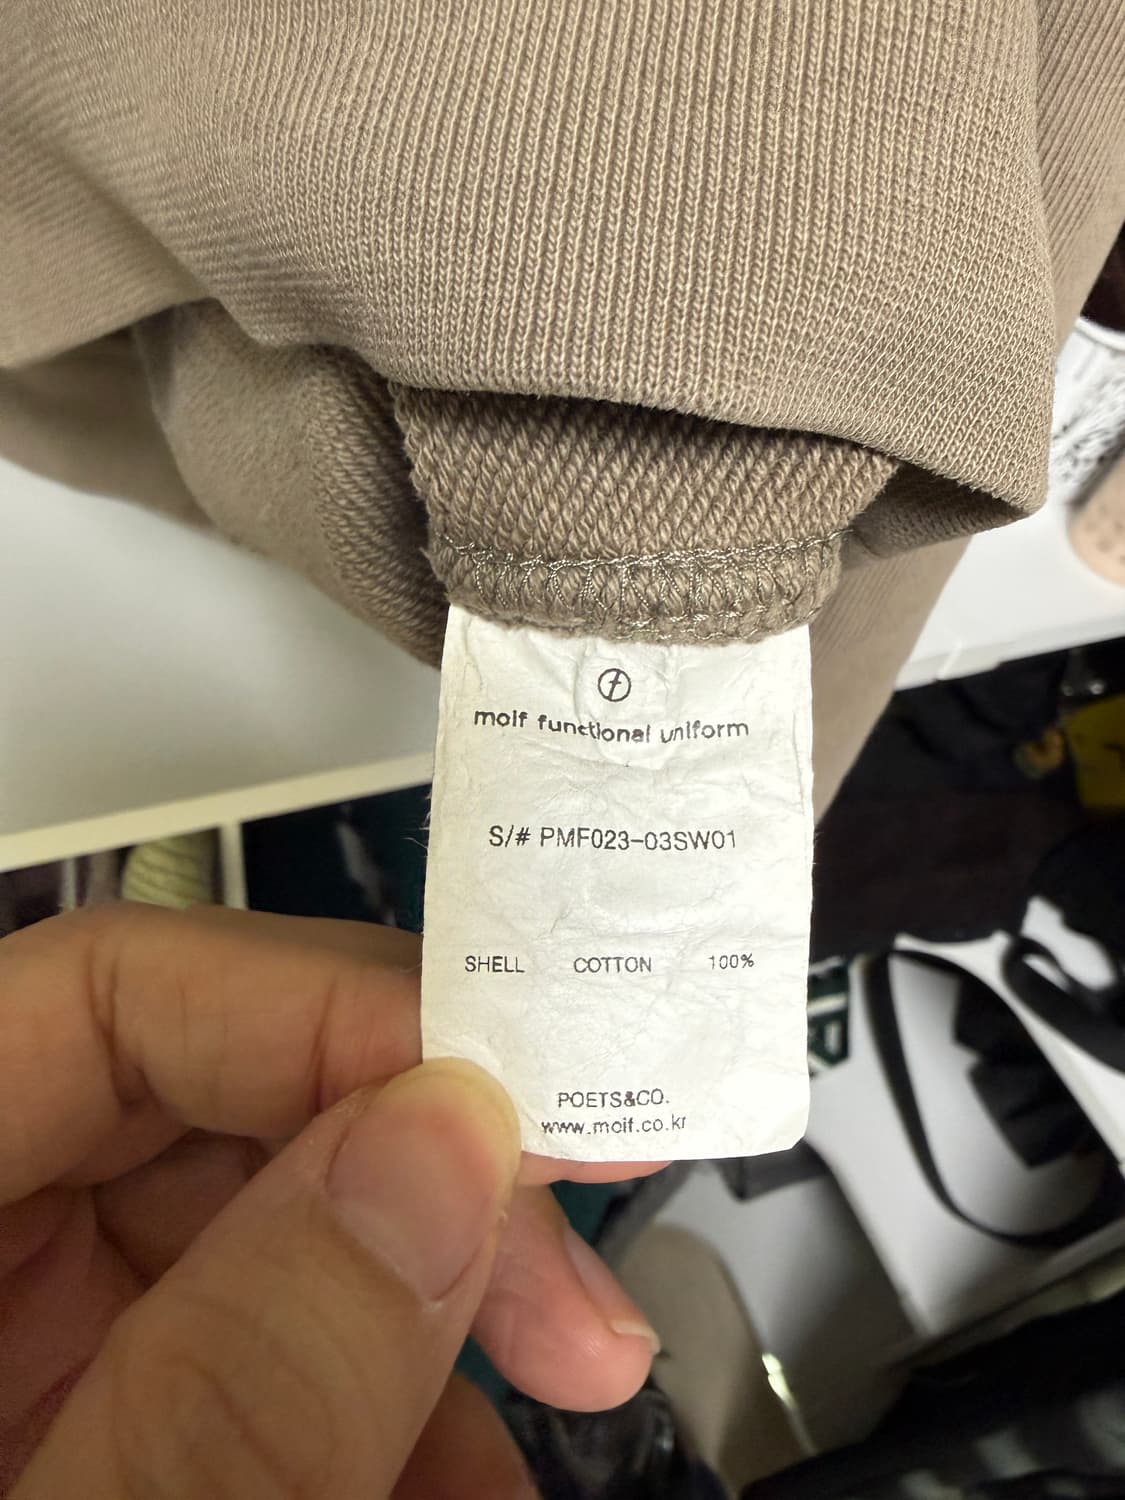 moif functional uniform
S/# PMF023-03SW01
SHELL COTTON 100%
POETS&CO.
www.moif.co.kr